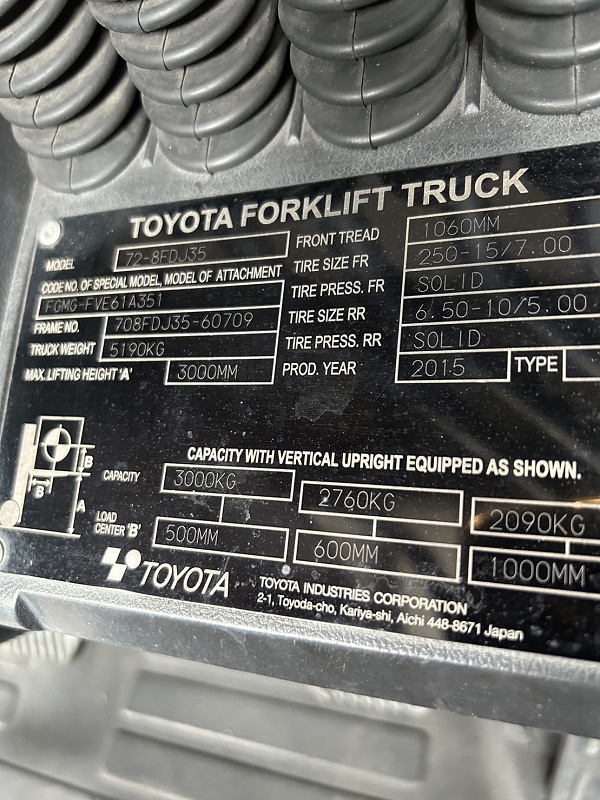 TOYOTA FORKLIFT TRUCK
MODEL 72-8FDJ35
CODE NO. OF SPECIAL MODEL, MODEL OF ATTACHMENT
FGMG-FVE61A351
FRAME NO. 708FDJ35-60709
TRUCK WEIGHT 5190KG
MAX. LIFTING HEIGHT 'A' 3000MM
FRONT TREAD 1060MM
TIRE SIZE FR 250-15/7.00
TIRE PRESS. FR SOLID
TIRE SIZE RR 6.50-10/5.00
TIRE PRESS. RR SOLID
PROD. YEAR 2015 TYPE
CAPACITY WITH VERTICAL UPRIGHT EQUIPPED AS SHOWN.
B
B
A
CAPACITY 3000KG 2760KG 2090KG
LOAD CENTER 'B' 500MM 600MM 1000MM
TOYOTA
TOYOTA INDUSTRIES CORPORATION
2-1, Toyoda-cho, Kariya-shi, Aichi 448-8671 Japan